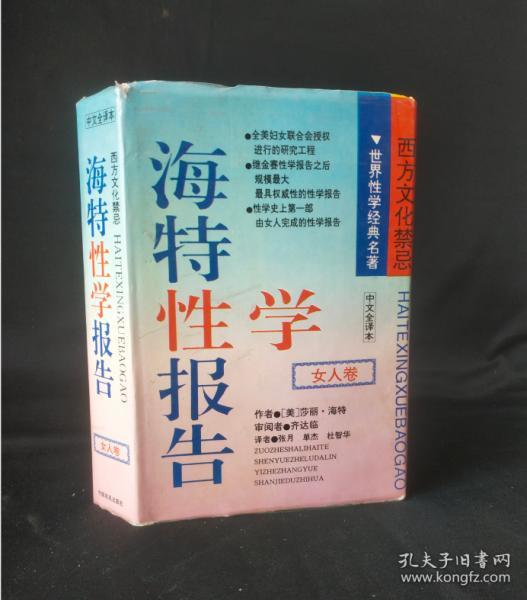 中文全译本
西方文化禁忌
海特性学报告
HAITEXINGXUEBAOGAO
女人卷
●全美妇女联合会授权
进行的研究工程
●继金赛性学报告之后
规模最大
最具权威性的性学报告
●性学史上第一部
由女人完成的性学报告
▼世界性学经典名著
西方文化禁忌
HAITEXINGXUEBAOGAO
海特性学报告
中文全译本
女人卷
作者●[美]莎丽·海特
审阅者●齐达临
译者●张月 单杰 杜智华
ZUOZHESHALIHAITE
SHENYUEZHELUDALIN
YIZHEZHANGYUE
SHANJIEDUZHIHUA
孔夫子旧书网
www.kongfz.com